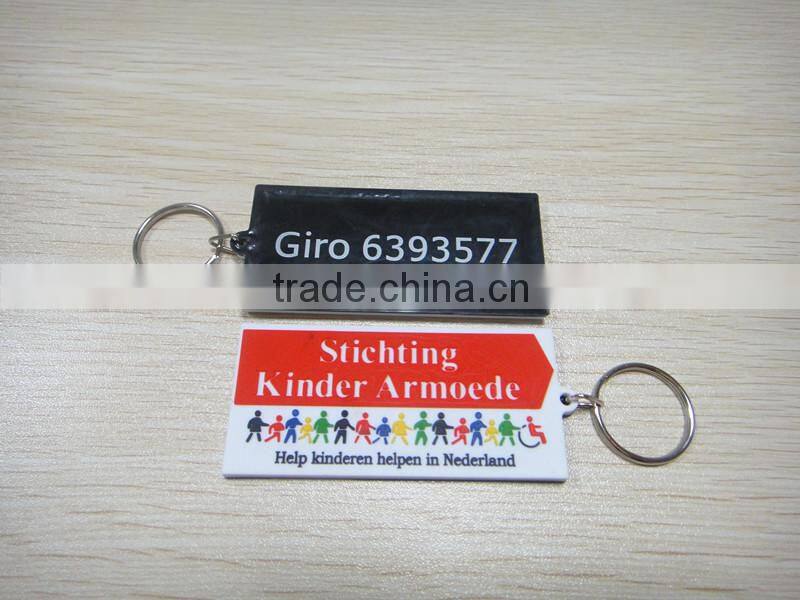 Giro 6393577
trade.china.cn
Stichting
Kinder Armoede
Help kinderen helpen in Nederland